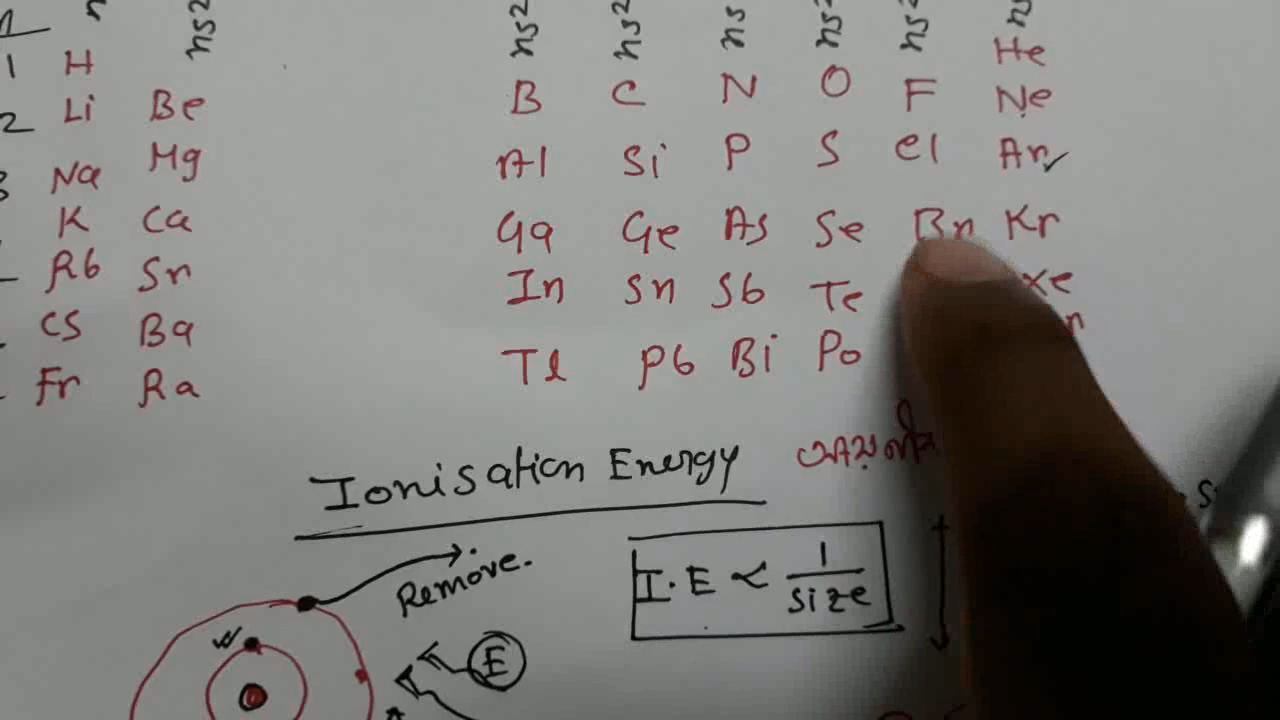 ns² ns² ns² ns ns² ns²
1 H He
2 Li Be B C N O F Ne
3 Na Mg Al Si P S Cl Ar
K Ca Ga Ge As Se Br Kr
Rb Sr In Sn Sb Te Xe
Cs Ba Tl Pb Bi Po
Fr Ra
Ionisation Energy
Remove.
I.E ∝ 1/size
E